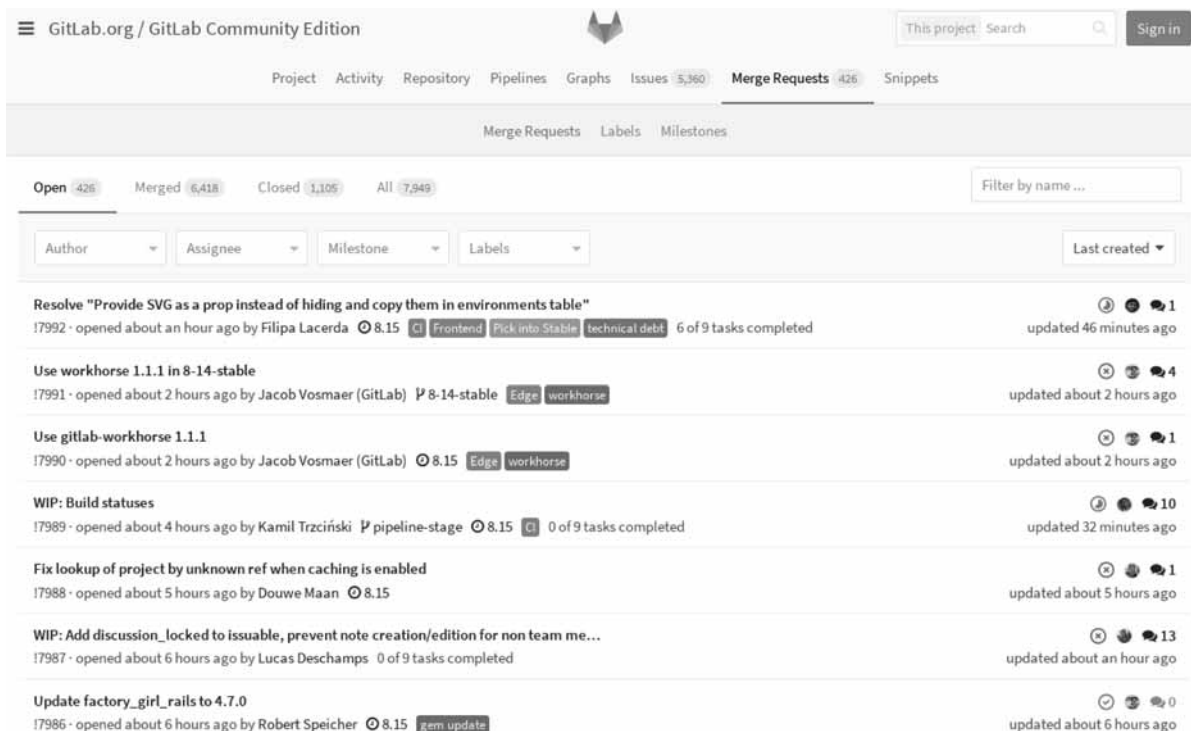 GitLab.org / GitLab Community Edition
This project Search
Sign in
Project Activity Repository Pipelines Graphs Issues 5,360 Merge Requests 426 Snippets
Merge Requests Labels Milestones
Open 426 Merged 6,418 Closed 1,105 All 7,949
Filter by name ...
Author Assignee Milestone Labels Last created
Resolve "Provide SVG as a prop instead of hiding and copy them in environments table" 1
!7992 · opened about an hour ago by Filipa Lacerda 8.15 CI Frontend Pick into Stable technical debt 6 of 9 tasks completed updated 46 minutes ago
Use workhorse 1.1.1 in 8-14-stable 4
!7991 · opened about 2 hours ago by Jacob Vosmaer (GitLab) 8-14-stable Edge workhorse updated about 2 hours ago
Use gitlab-workhorse 1.1.1 1
!7990 · opened about 2 hours ago by Jacob Vosmaer (GitLab) 8.15 Edge workhorse updated about 2 hours ago
WIP: Build statuses 10
!7989 · opened about 4 hours ago by Kamil Trzciński pipeline-stage 8.15 CI 0 of 9 tasks completed updated 32 minutes ago
Fix lookup of project by unknown ref when caching is enabled 1
!7988 · opened about 5 hours ago by Douwe Maan 8.15 updated about 5 hours ago
WIP: Add discussion_locked to issuable, prevent note creation/edition for non team me... 13
!7987 · opened about 6 hours ago by Lucas Deschamps 0 of 9 tasks completed updated about an hour ago
Update factory_girl_rails to 4.7.0 0
!7986 · opened about 6 hours ago by Robert Speicher 8.15 gem update updated about 6 hours ago